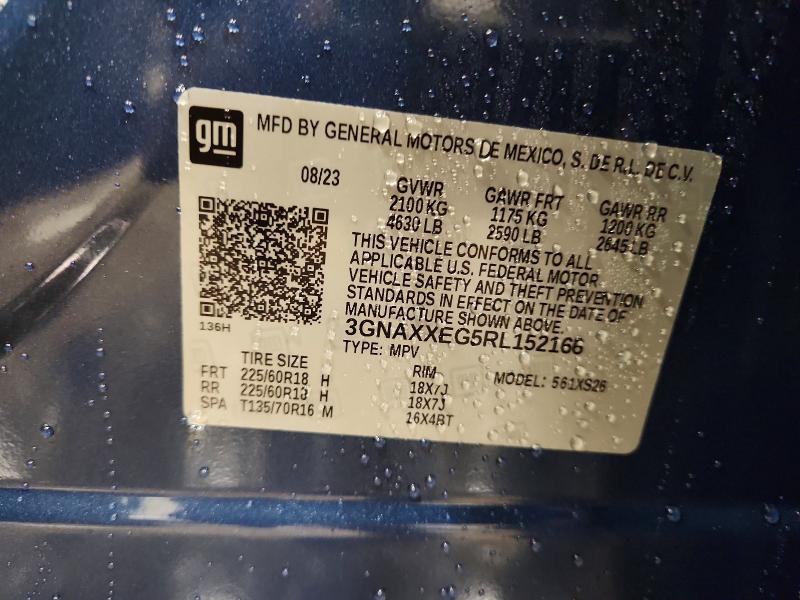 gm
MFD BY GENERAL MOTORS DE MEXICO, S. DE R.L. DE C.V.
08/23
GVWR
2100 KG
4630 LB
GAWR FRT
1175 KG
2590 LB
GAWR RR
1200 KG
2645 LB
THIS VEHICLE CONFORMS TO ALL
APPLICABLE U.S. FEDERAL MOTOR
VEHICLE SAFETY AND THEFT PREVENTION
STANDARDS IN EFFECT ON THE DATE OF
MANUFACTURE SHOWN ABOVE.
136H
3GNAXXEG5RL152166
TYPE: MPV
TIRE SIZE RIM MODEL: 561XS26
FRT 225/60R18 H 18X7J
RR 225/60R18 H 18X7J
SPA T135/70R16 M 16X4BT